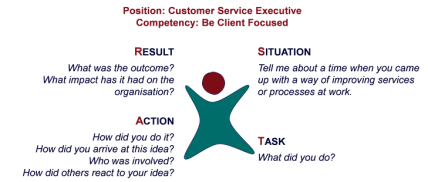 Position: Customer Service Executive
Competency: Be Client Focused
RESULT
What was the outcome?
What impact has it had on the
organisation?
SITUATION
Tell me about a time when you came
up with a way of improving services
or processes at work.
ACTION
How did you do it?
How did you arrive at this idea?
Who was involved?
How did others react to your idea?
TASK
What did you do?